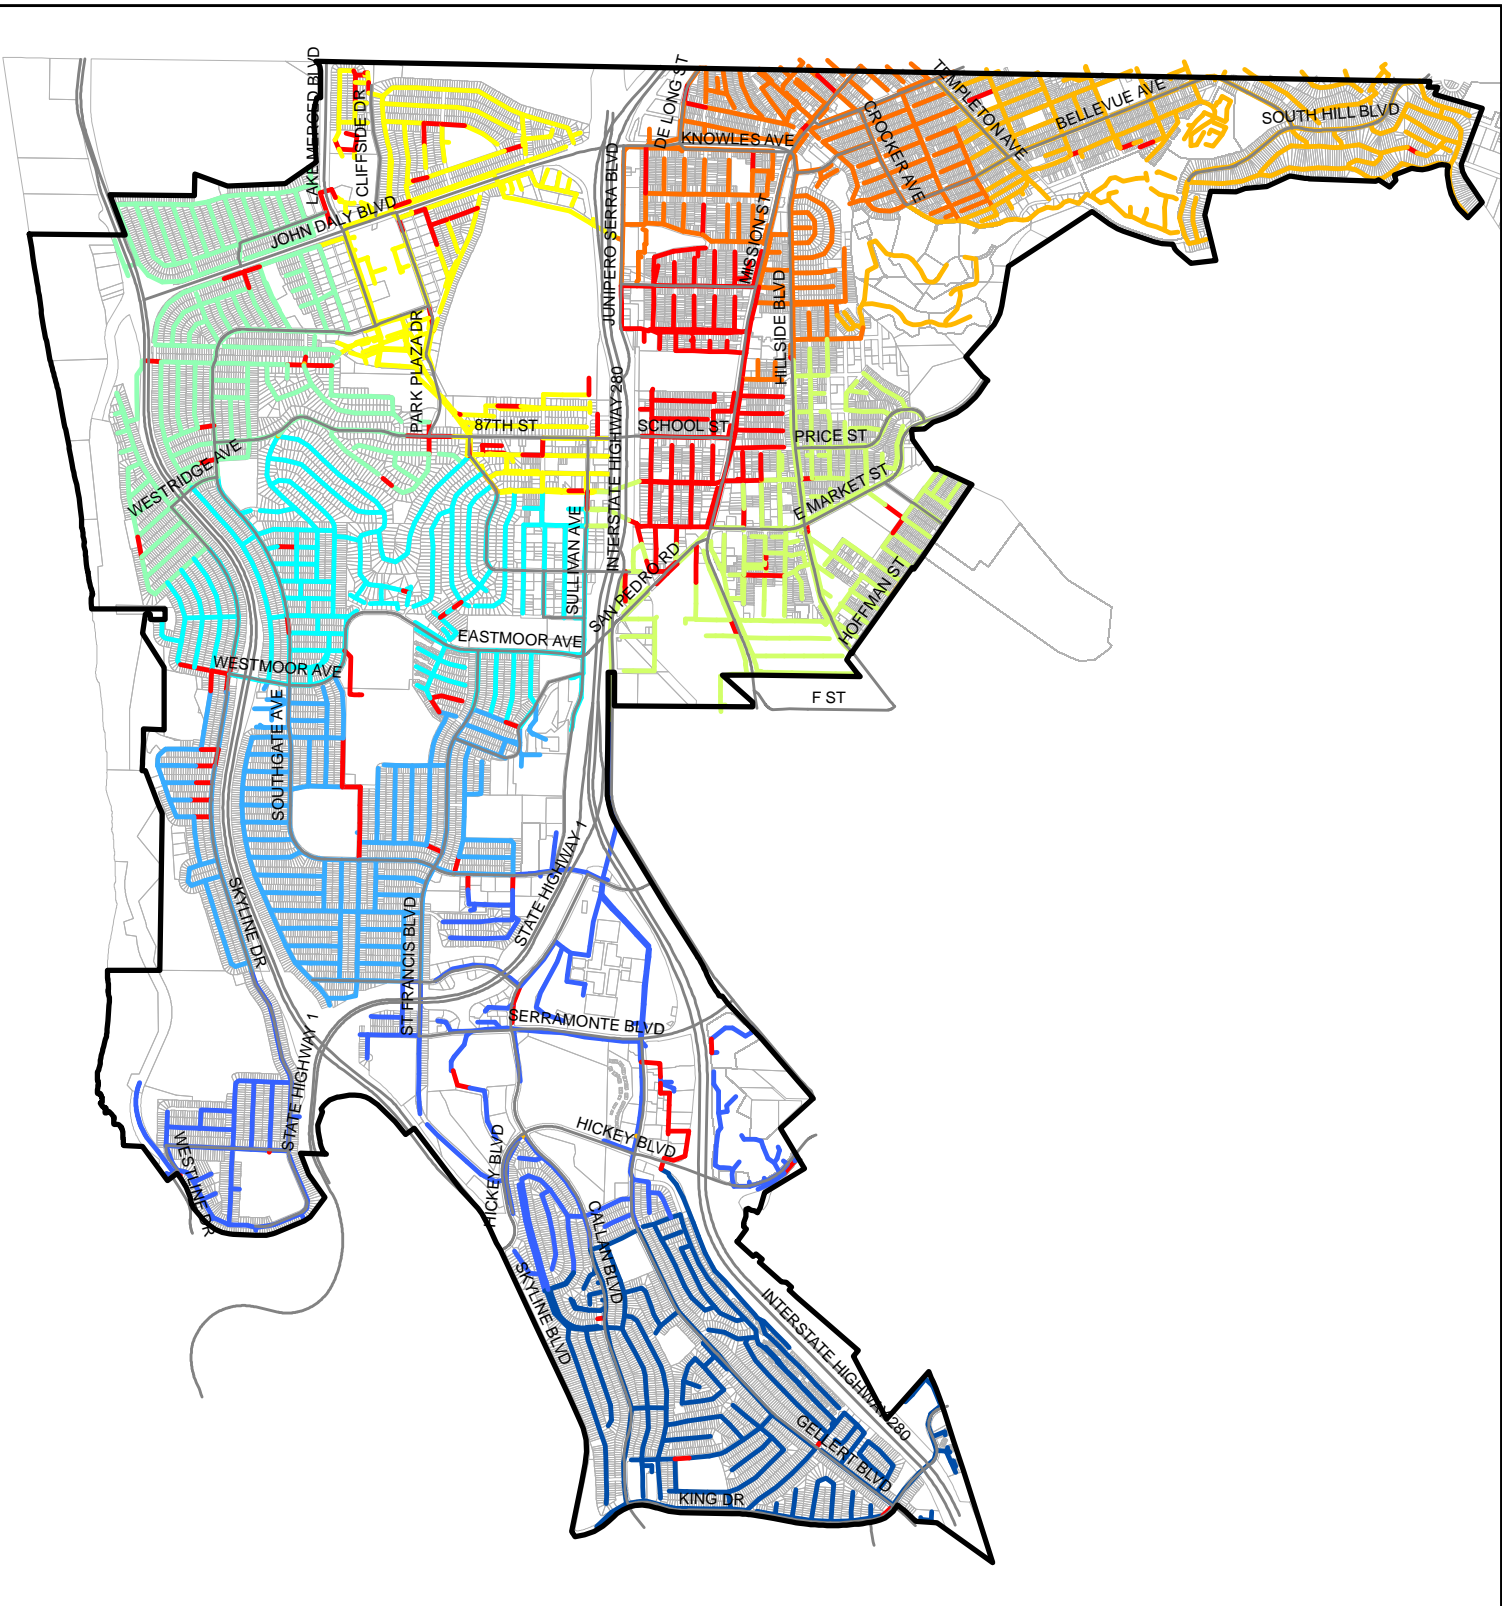 LAKE MERCED BLVD
CLIFFSIDE DR
DE LONG ST
TEMPLETON AVE
BELLEVUE AVE
SOUTH HILL BLVD
KNOWLES AVE
CROCKER AVE
JOHN DALY BLVD
JUNIPERO SERRA BLVD
MISSION ST
HILLSIDE BLVD
PARK PLAZA DR
INTERSTATE HIGHWAY 280
87TH ST
SCHOOL ST
PRICE ST
WESTRIDGE AVE
E MARKET ST
SULLIVAN AVE
SAN PEDRO RD
HOFFMAN ST
EASTMOOR AVE
WESTMOOR AVE
F ST
SOUTHGATE AVE
SKYLINE DR
ST FRANCIS BLVD
STATE HIGHWAY 1
SERRAMONTE BLVD
STATE HIGHWAY 1
WESTLINE DR
HICKEY BLVD
HICKEY BLVD
CALLAN BLVD
SKYLINE BLVD
INTERSTATE HIGHWAY 280
GELLERT BLVD
KING DR